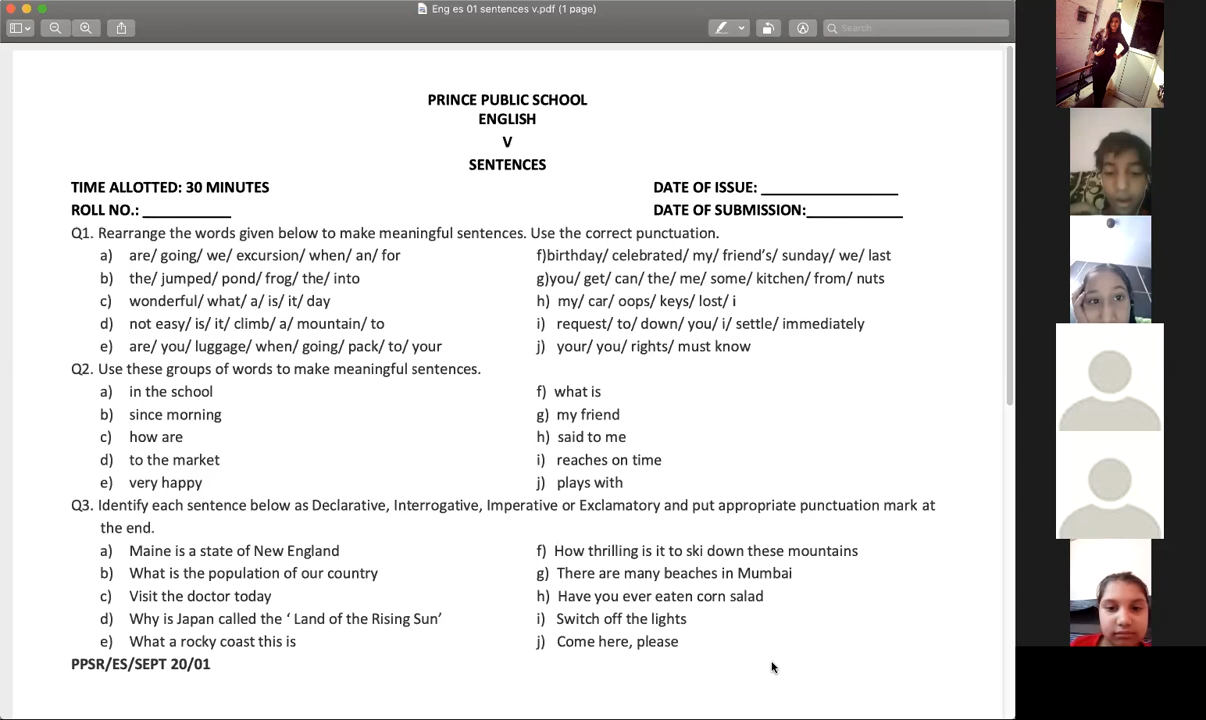 Eng es 01 sentences v.pdf (1 page)
Search
PRINCE PUBLIC SCHOOL
ENGLISH
V
SENTENCES
TIME ALLOTTED: 30 MINUTES DATE OF ISSUE: __________________
ROLL NO.: ___________ DATE OF SUBMISSION:____________
Q1. Rearrange the words given below to make meaningful sentences. Use the correct punctuation.
a) are/ going/ we/ excursion/ when/ an/ for f)birthday/ celebrated/ my/ friend's/ sunday/ we/ last
b) the/ jumped/ pond/ frog/ the/ into g)you/ get/ can/ the/ me/ some/ kitchen/ from/ nuts
c) wonderful/ what/ a/ is/ it/ day h) my/ car/ oops/ keys/ lost/ i
d) not easy/ is/ it/ climb/ a/ mountain/ to i) request/ to/ down/ you/ i/ settle/ immediately
e) are/ you/ luggage/ when/ going/ pack/ to/ your j) your/ you/ rights/ must know
Q2. Use these groups of words to make meaningful sentences.
a) in the school f) what is
b) since morning g) my friend
c) how are h) said to me
d) to the market i) reaches on time
e) very happy j) plays with
Q3. Identify each sentence below as Declarative, Interrogative, Imperative or Exclamatory and put appropriate punctuation mark at
the end.
a) Maine is a state of New England f) How thrilling is it to ski down these mountains
b) What is the population of our country g) There are many beaches in Mumbai
c) Visit the doctor today h) Have you ever eaten corn salad
d) Why is Japan called the ‘ Land of the Rising Sun’ i) Switch off the lights
e) What a rocky coast this is j) Come here, please
PPSR/ES/SEPT 20/01